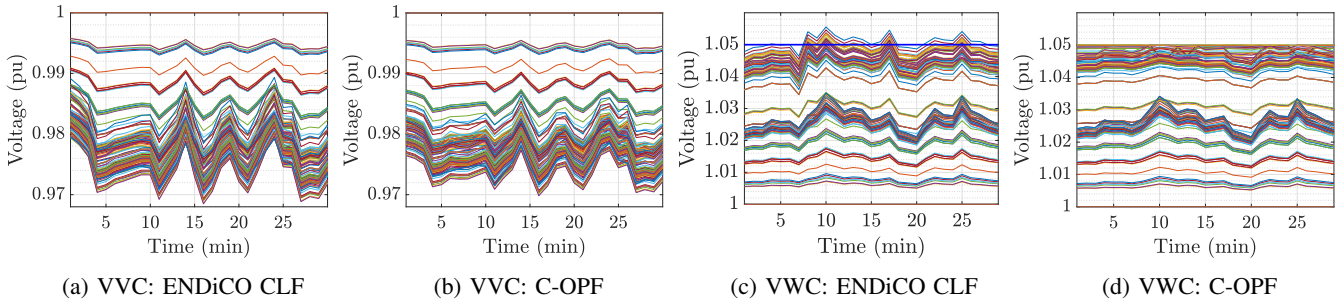 1
0.99
0.98
0.97
Voltage (pu)
5 10 15 20 25
Time (min)
(a) VVC: ENDiCO CLF
1
0.99
0.98
0.97
Voltage (pu)
5 10 15 20 25
Time (min)
(b) VVC: C-OPF
1.05
1.04
1.03
1.02
1.01
1
Voltage (pu)
5 10 15 20 25
Time (min)
(c) VWC: ENDiCO CLF
1.05
1.04
1.03
1.02
1.01
1
Voltage (pu)
5 10 15 20 25
Time (min)
(d) VWC: C-OPF